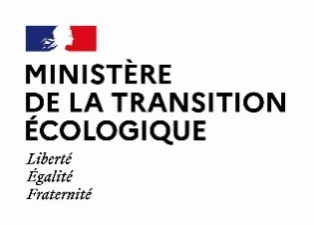 MINISTÈRE
DE LA TRANSITION
ÉCOLOGIQUE
Liberté
Égalité
Fraternité